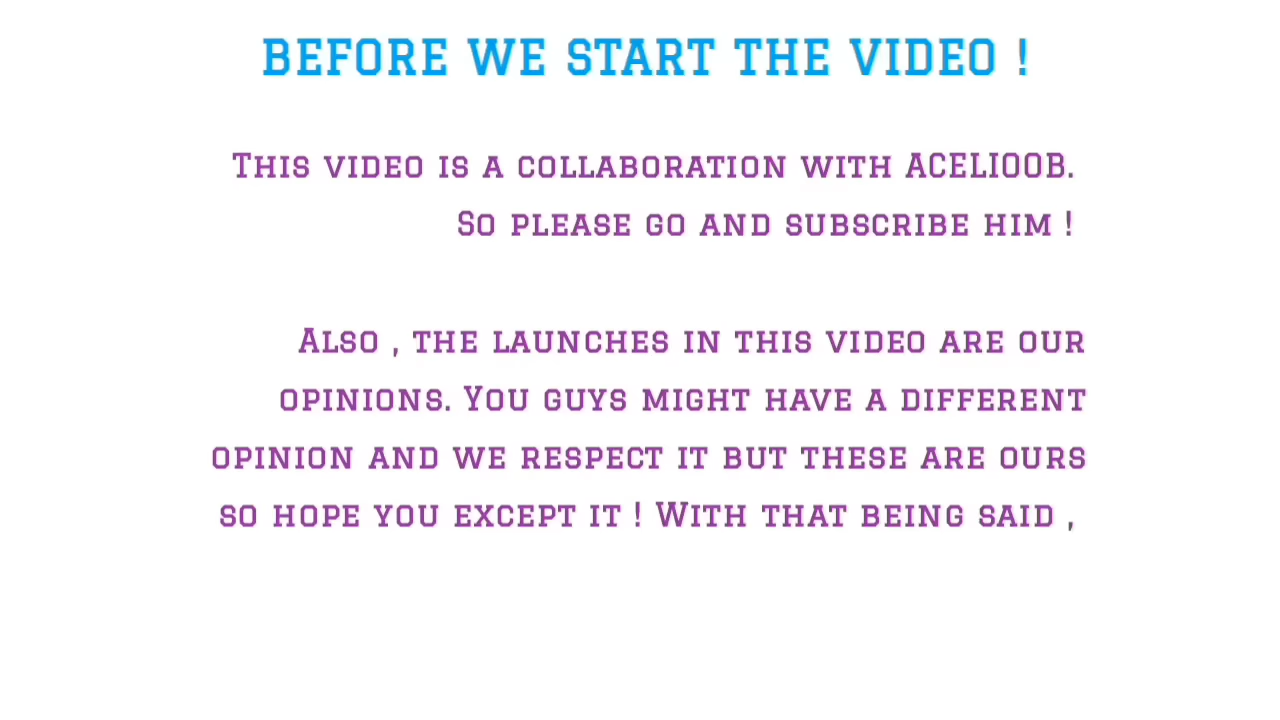 BEFORE WE START THE VIDEO !
This video is a collaboration with ACELIOOB.
So please go and subscribe him !
Also , the launches in this video are our
opinions. You guys might have a different
opinion and we respect it but these are ours
so hope you except it ! With that being said ,